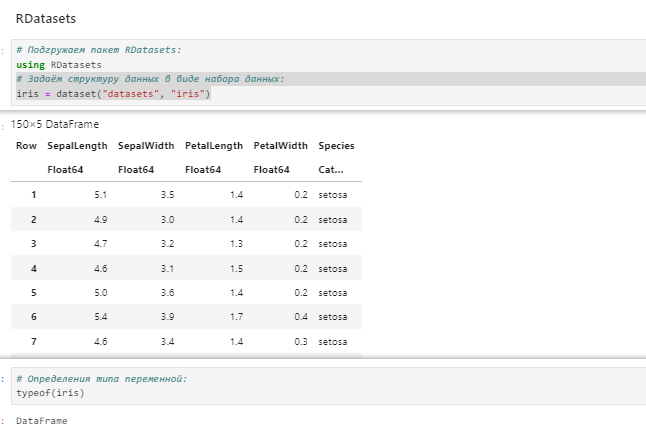 RDatasets
# Подгружаем пакет RDatasets:
using RDatasets
# Задаём структуру данных в виде набора данных:
iris = dataset("datasets", "iris")
150×5 DataFrame
Row SepalLength SepalWidth PetalLength PetalWidth Species
Float64 Float64 Float64 Float64 Cat…
1 5.1 3.5 1.4 0.2 setosa
2 4.9 3.0 1.4 0.2 setosa
3 4.7 3.2 1.3 0.2 setosa
4 4.6 3.1 1.5 0.2 setosa
5 5.0 3.6 1.4 0.2 setosa
6 5.4 3.9 1.7 0.4 setosa
7 4.6 3.4 1.4 0.3 setosa
# Определения типа переменной:
typeof(iris)
DataFrame